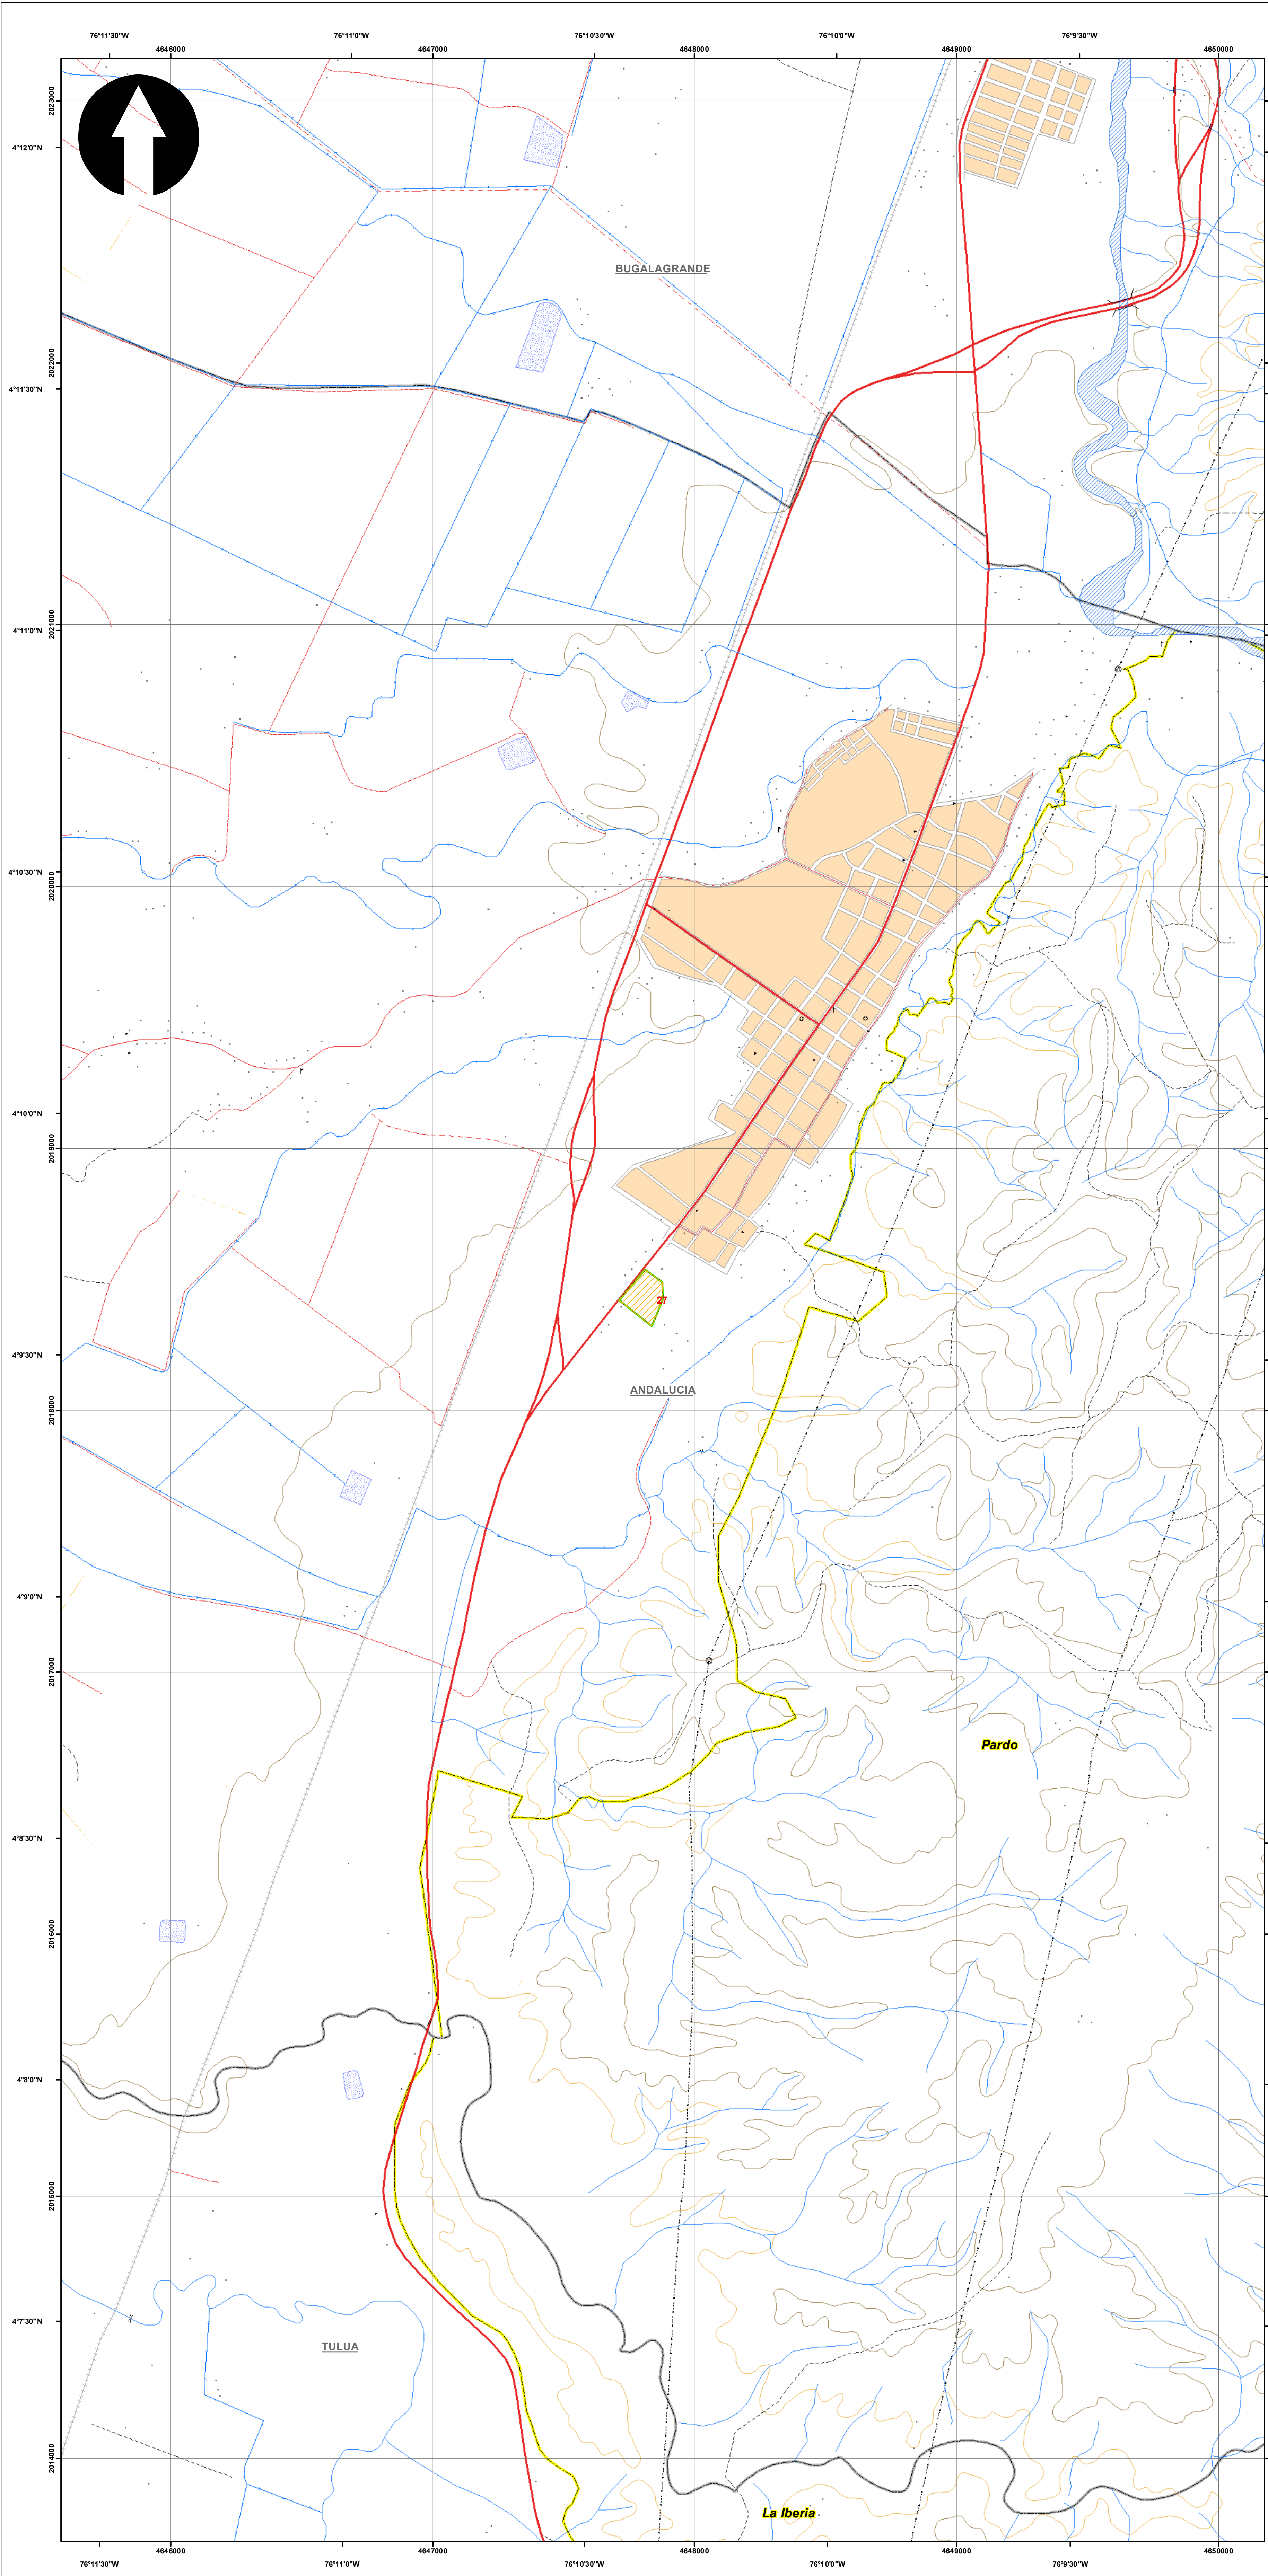 76°11'30"W 76°11'0"W 76°10'30"W 76°10'0"W 76°9'30"W
4646000 4647000 4648000 4649000 4650000
2023000
4°12'0"N
BUGALAGRANDE
2022000
4°11'30"N
4°11'0"N
2021000
4°10'30"N
2020000
4°10'0"N
2019000
27
4°9'30"N
ANDALUCIA
2018000
4°9'0"N
2017000
Pardo
4°8'30"N
2016000
4°8'0"N
2015000
4°7'30"N
TULUA
2014000
La Iberia
4646000 4647000 4648000 4649000 4650000
76°11'30"W 76°11'0"W 76°10'30"W 76°10'0"W 76°9'30"W